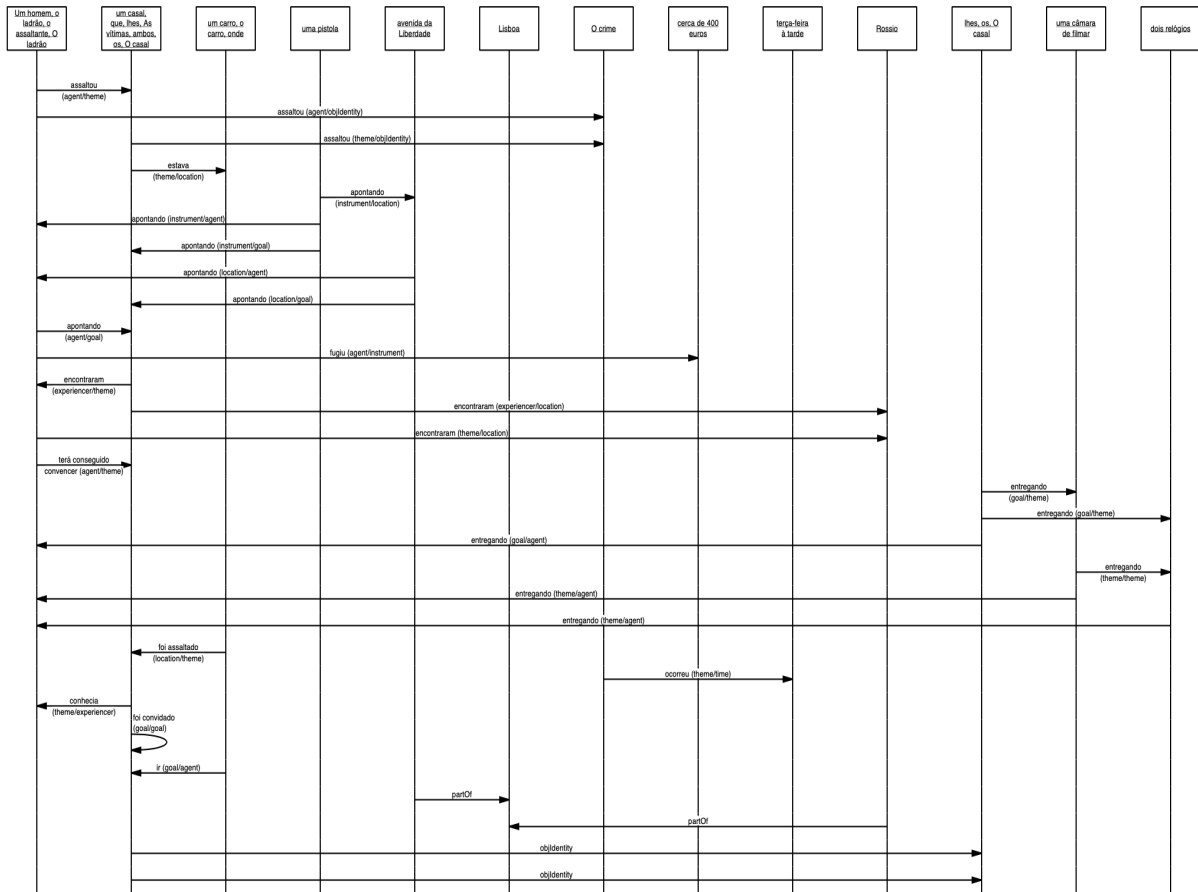 Um homem, o
ladrão, o
assaltante, O
ladrão
um casal,
que, lhes, As
vítimas, ambos,
os, O casal
um carro, o
carro, onde
uma pistola
avenida da
Liberdade
Lisboa
O crime
cerca de 400
euros
terça-feira
à tarde
Rossio
lhes, os, O
casal
uma câmara
de filmar
dois relógios
assaltou
(agent/theme)
assaltou (agent/objIdentity)
assaltou (theme/objIdentity)
estava
(theme/location)
apontando
(instrument/location)
apontando (instrument/agent)
apontando (instrument/goal)
apontando (location/agent)
apontando (location/goal)
apontando
(agent/goal)
fugiu (agent/instrument)
encontraram
(experiencer/theme)
encontraram (experiencer/location)
encontraram (theme/location)
terá conseguido
convencer (agent/theme)
entregando
(goal/theme)
entregando (goal/theme)
entregando (goal/agent)
entregando
(theme/theme)
entregando (theme/agent)
entregando (theme/agent)
foi assaltado
(location/theme)
ocorreu (theme/time)
conhecia
(theme/experiencer)
foi convidado
(goal/goal)
ir (goal/agent)
partOf
partOf
objIdentity
objIdentity